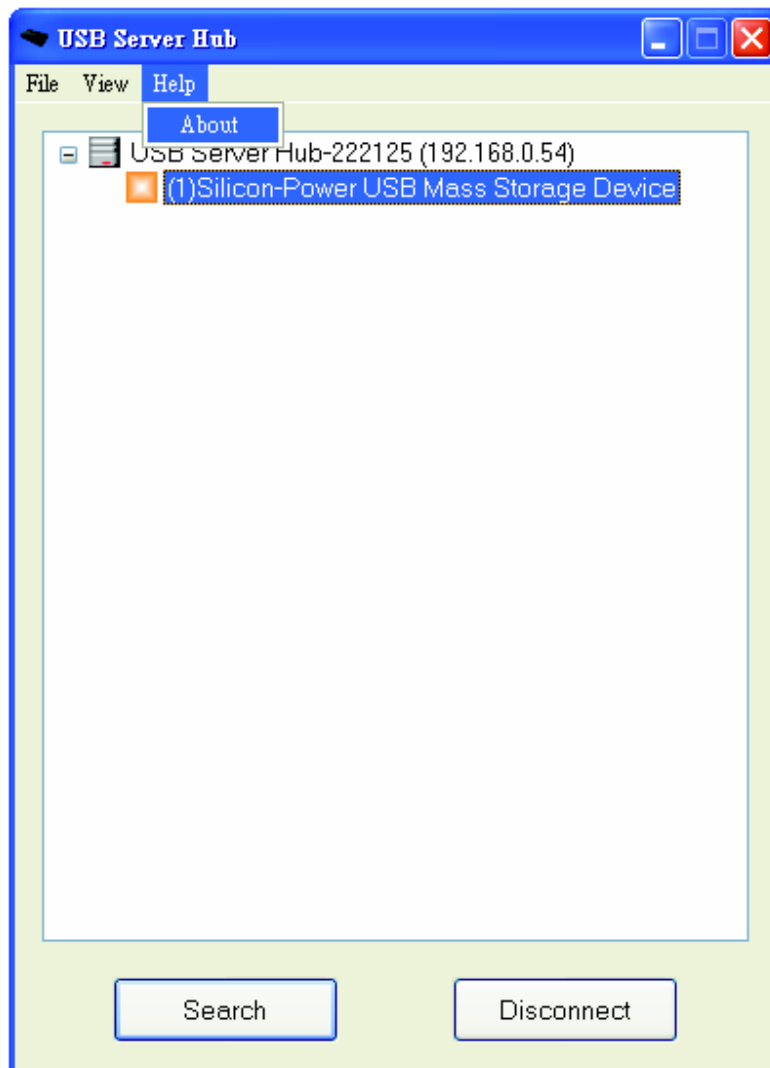 USB Server Hub
File View Help
About
USB Server Hub-222125 (192.168.0.54)
(1)Silicon-Power USB Mass Storage Device
Search Disconnect